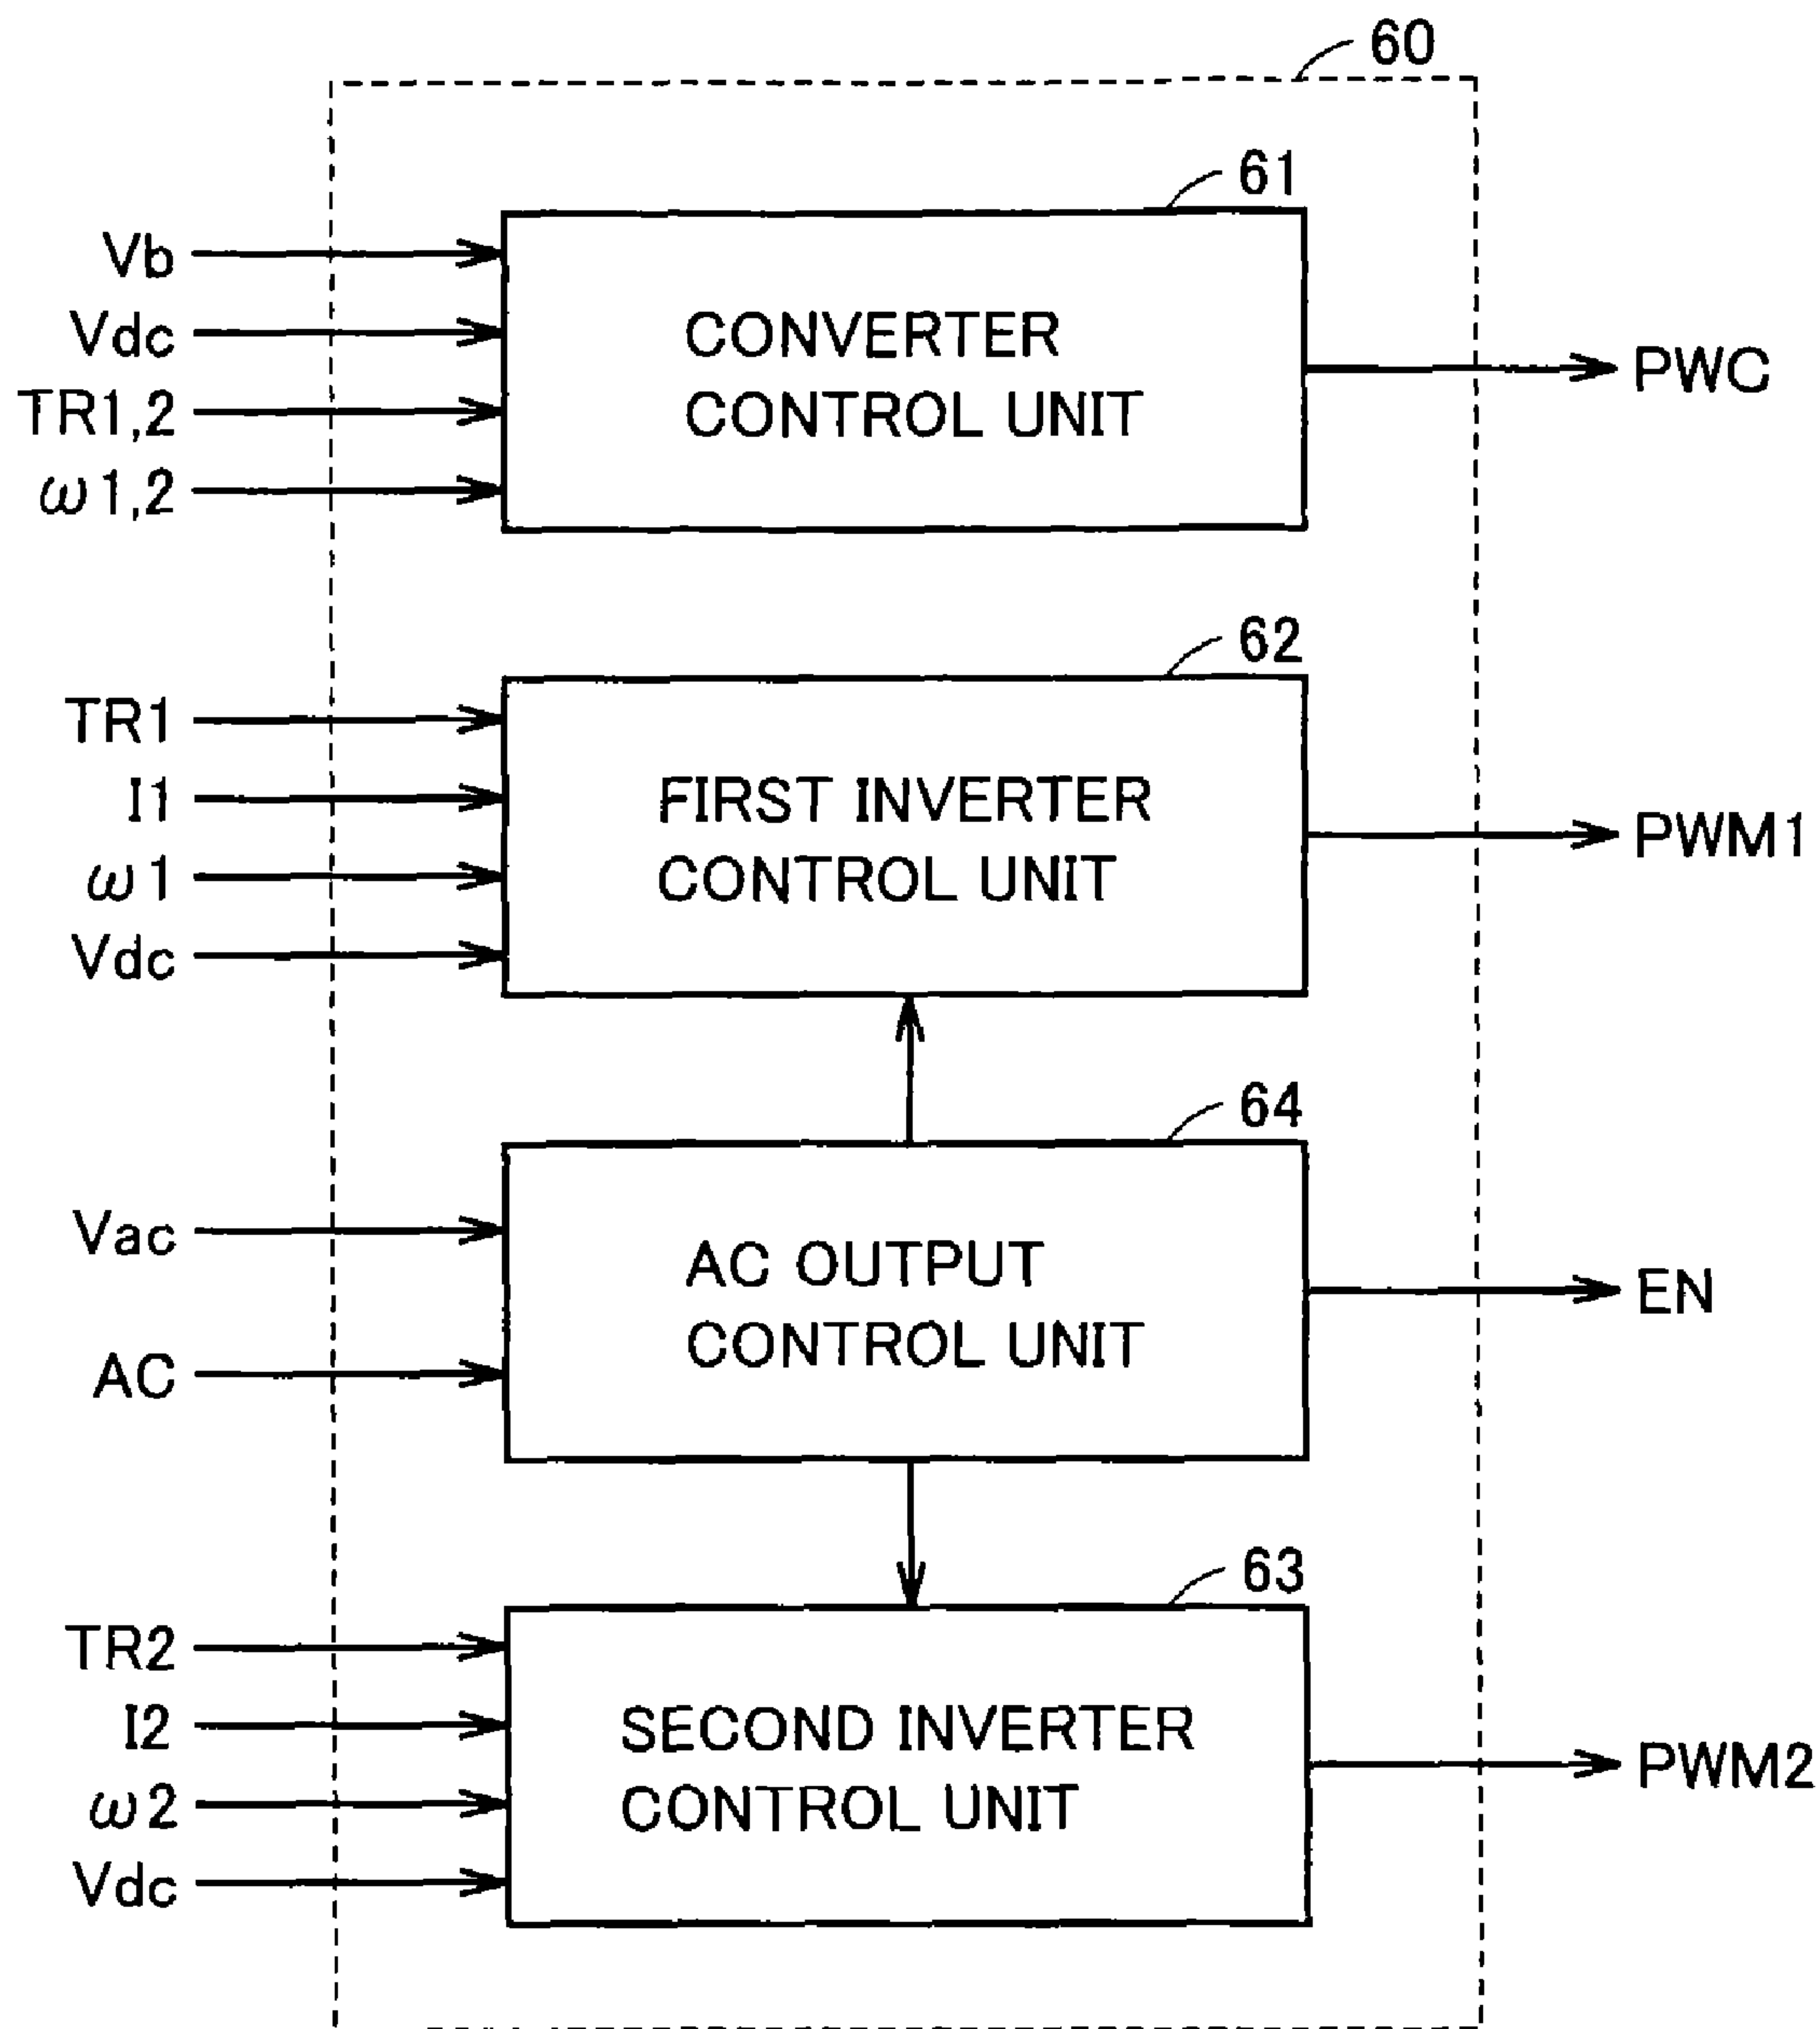 60
61
Vb
Vdc
TR1,2
ω1,2
CONVERTER
CONTROL UNIT
PWC
62
TR1
I1
ω1
Vdc
FIRST INVERTER
CONTROL UNIT
PWM1
64
Vac
AC
AC OUTPUT
CONTROL UNIT
EN
63
TR2
I2
ω2
Vdc
SECOND INVERTER
CONTROL UNIT
PWM2